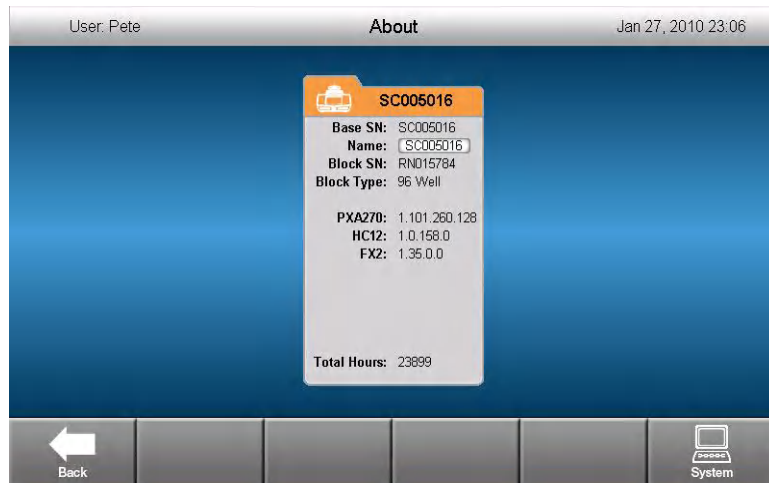 User: Pete About Jan 27, 2010 23:06
SC005016
Base SN: SC005016
Name: SC005016
Block SN: RN015784
Block Type: 96 Well
PXA270: 1.101.260.128
HC12: 1.0.158.0
FX2: 1.35.0.0
Total Hours: 23899
Back System